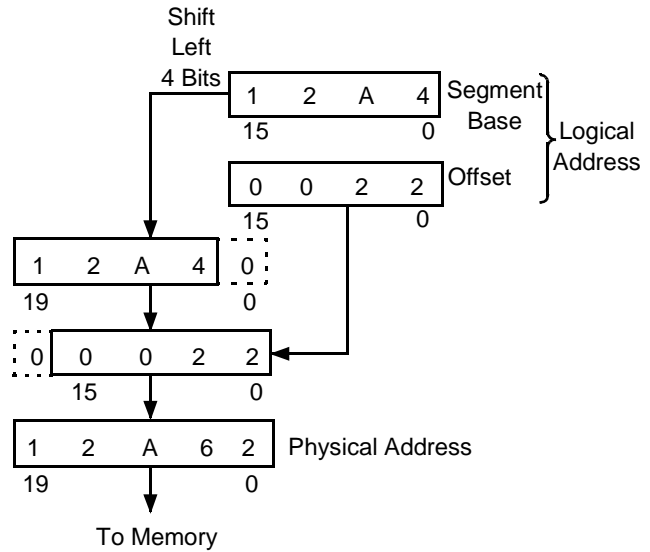 Shift
Left
4 Bits
1 2 A 4
Segment
Base
15 0
Logical
Address
0 0 2 2
Offset
15 0
1 2 A 4 0
19 0
0 0 0 2 2
15 0
1 2 A 6 2
Physical Address
19 0
To Memory